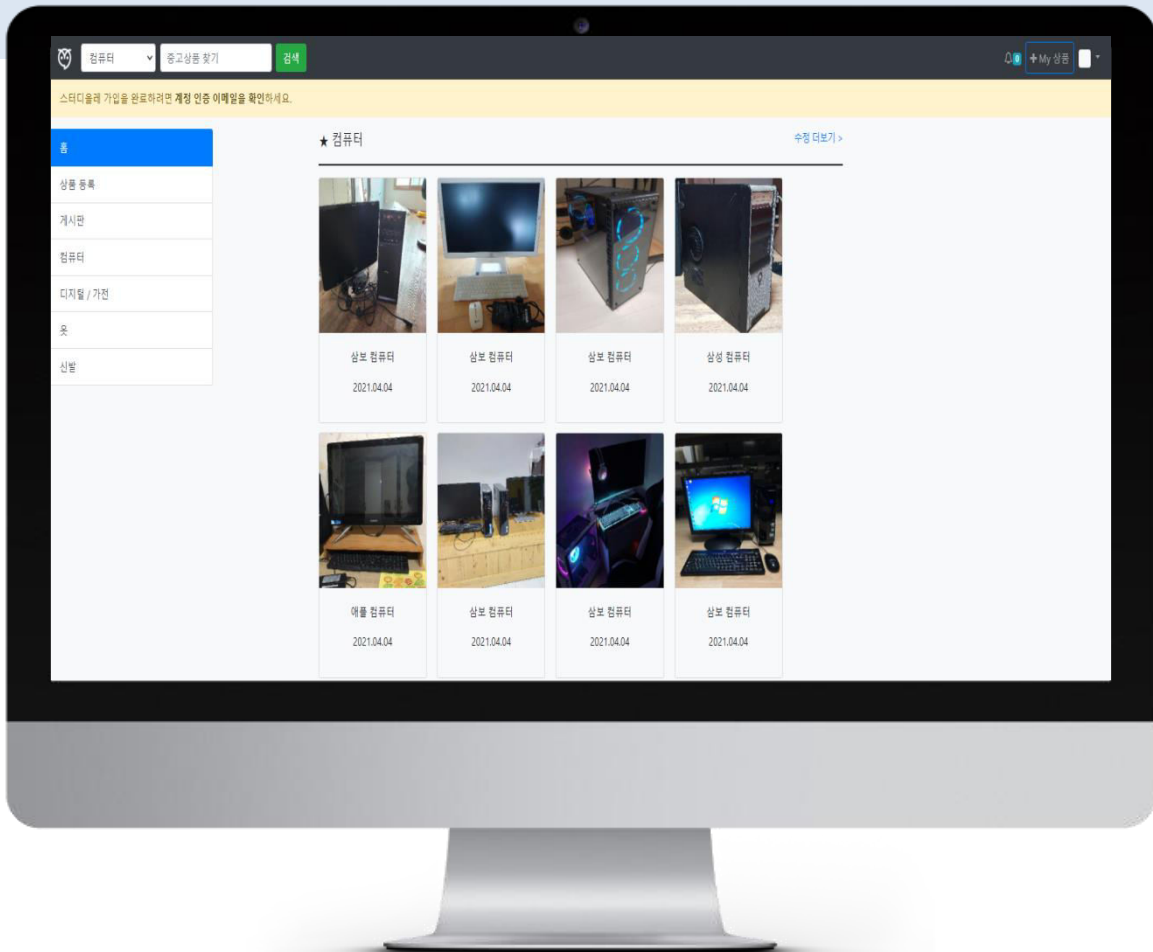 컴퓨터
중고상품 찾기
검색
0
+My 상품
스터디올레 가입을 완료하려면 계정 인증 이메일을 확인하세요.
홈
상품 등록
게시판
컴퓨터
디지털 / 가전
옷
신발
★ 컴퓨터
수정 더보기 >
삼보 컴퓨터
삼보 컴퓨터
삼보 컴퓨터
삼성 컴퓨터
2021.04.04
2021.04.04
2021.04.04
2021.04.04
애플 컴퓨터
삼보 컴퓨터
삼보 컴퓨터
삼보 컴퓨터
2021.04.04
2021.04.04
2021.04.04
2021.04.04